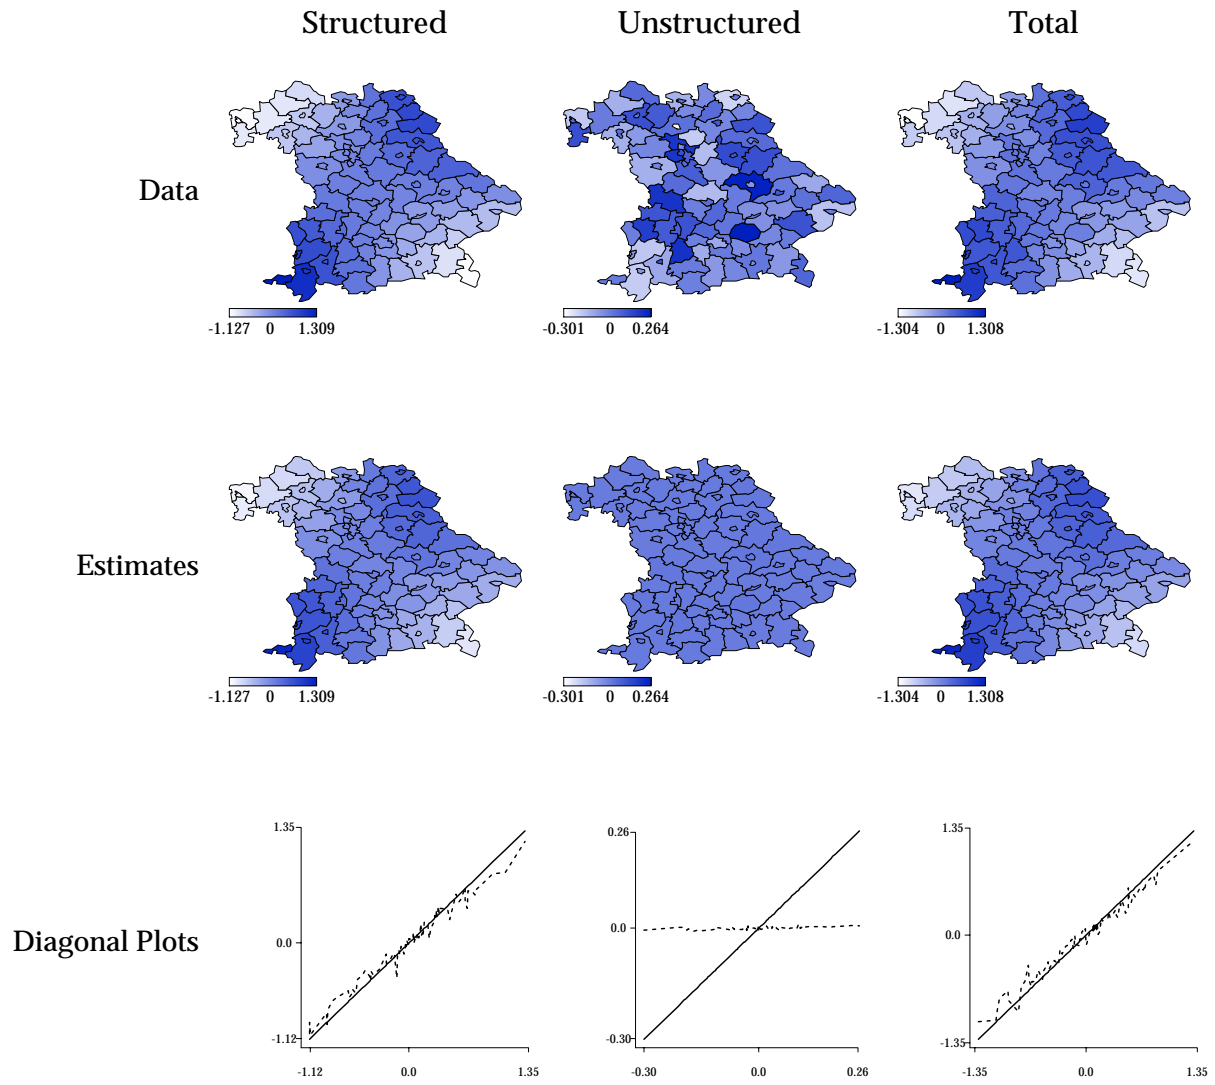 Structured Unstructured Total
Data
-1.127 0 1.309 -0.301 0 0.264 -1.304 0 1.308
Estimates
-1.127 0 1.309 -0.301 0 0.264 -1.304 0 1.308
Diagonal Plots
1.35 0.26 1.35
0.0 0.0 0.0
-1.12 -0.30 -1.35
-1.12 0.0 1.35 -0.30 0.0 0.26 -1.35 0.0 1.35